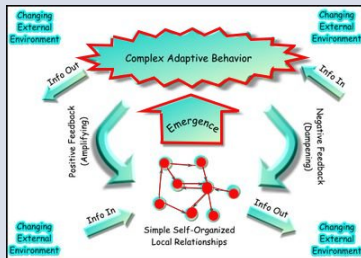 Changing
External
Environment
Changing
External
Environment
Complex Adaptive Behavior
Info Out
Info In
Positive Feedback
(Amplifying)
Emergence
Negative Feedback
(Dampening)
Info In
Info Out
Simple Self-Organized
Local Relationships
Changing
External
Environment
Changing
External
Environment